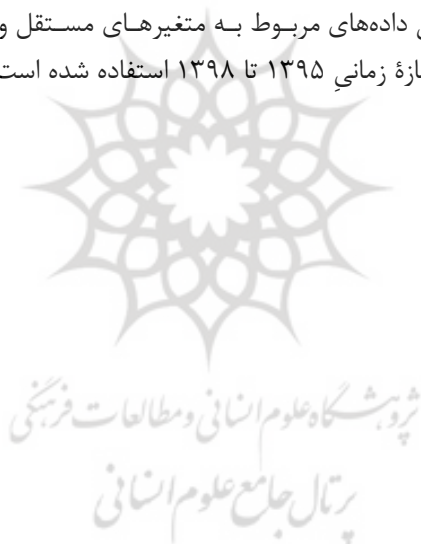 داده‌های مربوط به متغیرهای مستقل و
زمانیِ ۱۳۹۵ تا ۱۳۹۸ استفاده شده است
پژوهشگاه علوم انسانی و مطالعات فرهنگی
پرتال جامع علوم انسانی